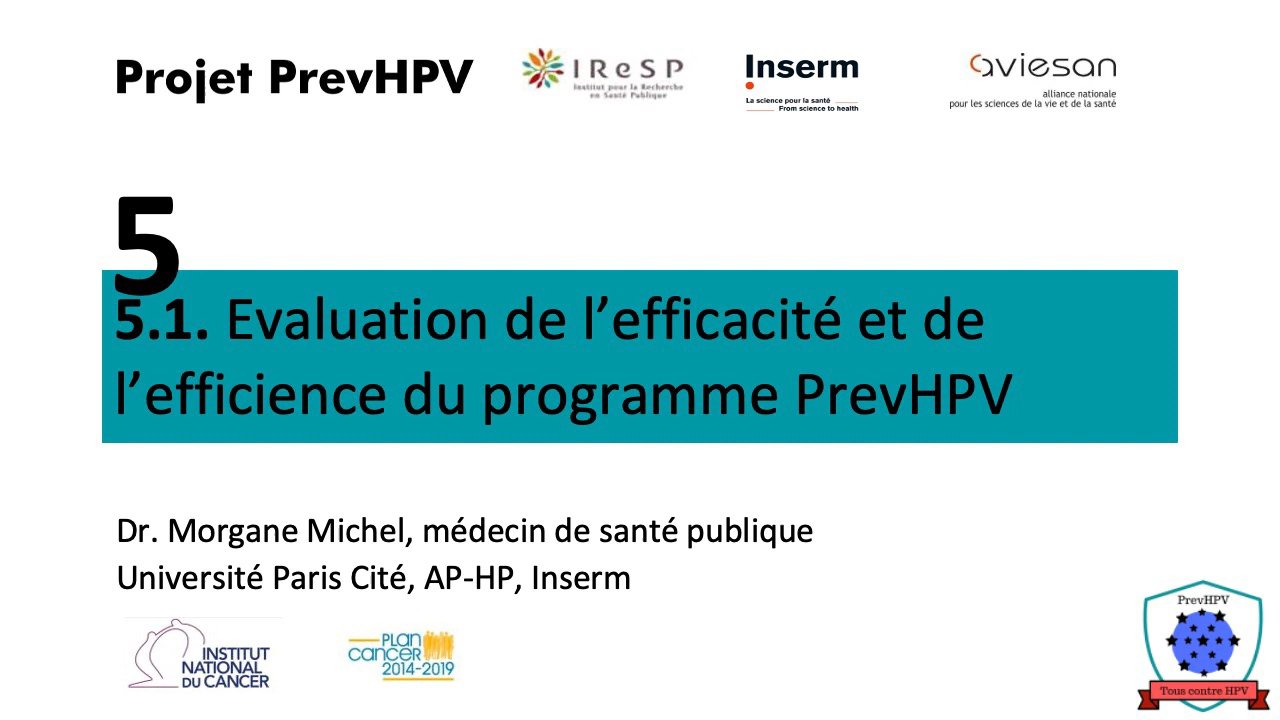 Projet PrevHPV
IReSP
Institut pour la Recherche
en Santé Publique
Inserm
La science pour la santé
From science to health
aviesan
alliance nationale
pour les sciences de la vie et de la santé
5
5.1. Evaluation de l’efficacité et de
l’efficience du programme PrevHPV
Dr. Morgane Michel, médecin de santé publique
Université Paris Cité, AP-HP, Inserm
INSTITUT
NATIONAL
DU CANCER
PLAN
CANCER
2014-2019
PrevHPV
Tous contre HPV